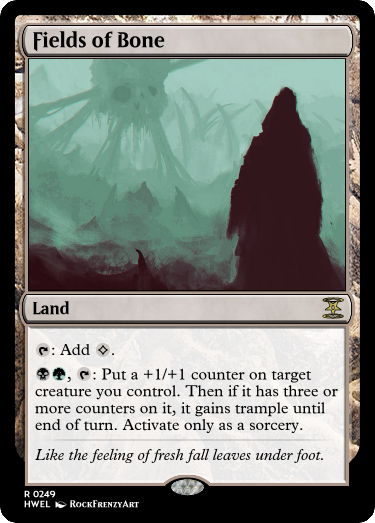 Fields of Bone
Land
: Add .
, : Put a +1/+1 counter on target
creature you control. Then if it has three or
more counters on it, it gains trample until
end of turn. Activate only as a sorcery.
Like the feeling of fresh fall leaves under foot.
R 0249
HWEL RockFrenzyArt